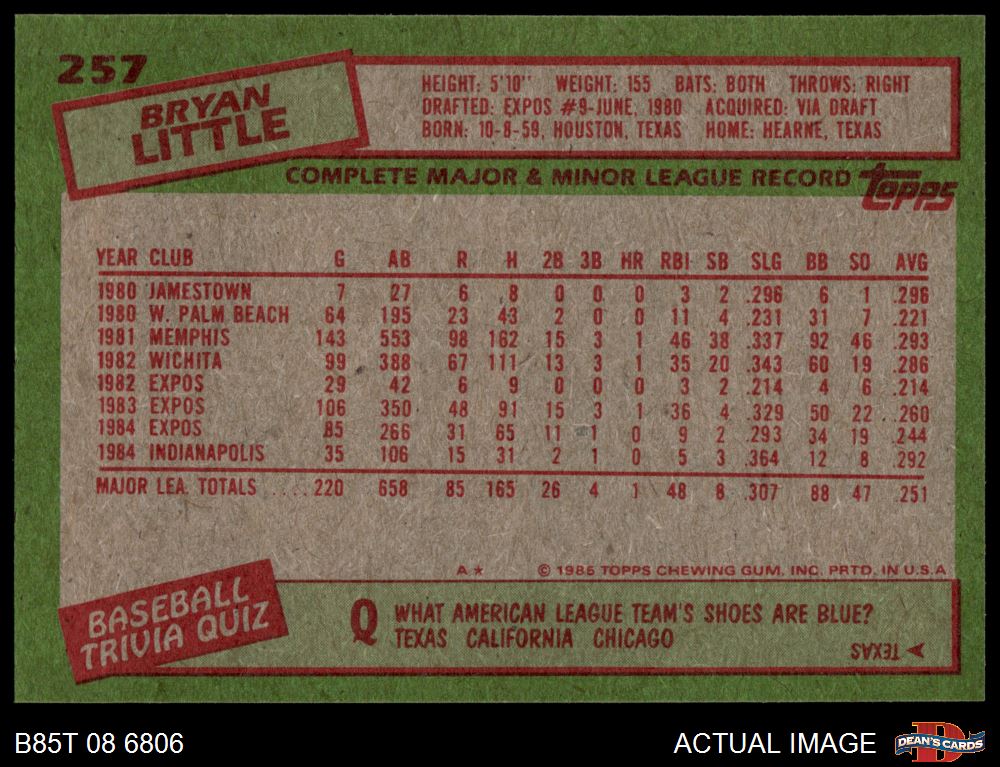 257
BRYAN
LITTLE
HEIGHT: 5'10" WEIGHT: 155 BATS: BOTH THROWS: RIGHT
DRAFTED: EXPOS #9-JUNE, 1980 ACQUIRED: VIA DRAFT
BORN: 10-8-59, HOUSTON, TEXAS HOME: HEARNE, TEXAS
COMPLETE MAJOR & MINOR LEAGUE RECORD
Topps
YEAR CLUB G AB R H 2B 3B HR RBI SB SLG BB SO AVG
1980 JAMESTOWN 7 27 6 8 0 0 0 3 2 .296 6 1 .296
1980 W. PALM BEACH 64 195 23 43 2 0 0 11 4 .231 31 7 .221
1981 MEMPHIS 143 553 98 162 15 3 1 46 38 .337 92 46 .293
1982 WICHITA 99 388 67 111 13 3 1 35 20 .343 60 19 .286
1982 EXPOS 29 42 6 9 0 0 0 3 2 .214 4 6 .214
1983 EXPOS 106 350 48 91 15 3 1 36 4 .329 50 22 .260
1984 EXPOS 85 266 31 65 11 1 0 9 2 .293 34 19 .244
1984 INDIANAPOLIS 35 106 15 31 2 1 0 5 3 .364 12 8 .292
MAJOR LEA. TOTALS .... 220 658 85 165 26 4 1 48 8 .307 88 47 .251
A* © 1985 TOPPS CHEWING GUM, INC. PRTD. IN U.S.A
BASEBALL
TRIVIA QUIZ
Q WHAT AMERICAN LEAGUE TEAM'S SHOES ARE BLUE?
TEXAS CALIFORNIA CHICAGO
TEXAS
B85T 08 6806
ACTUAL IMAGE
D
DEAN'S CARDS